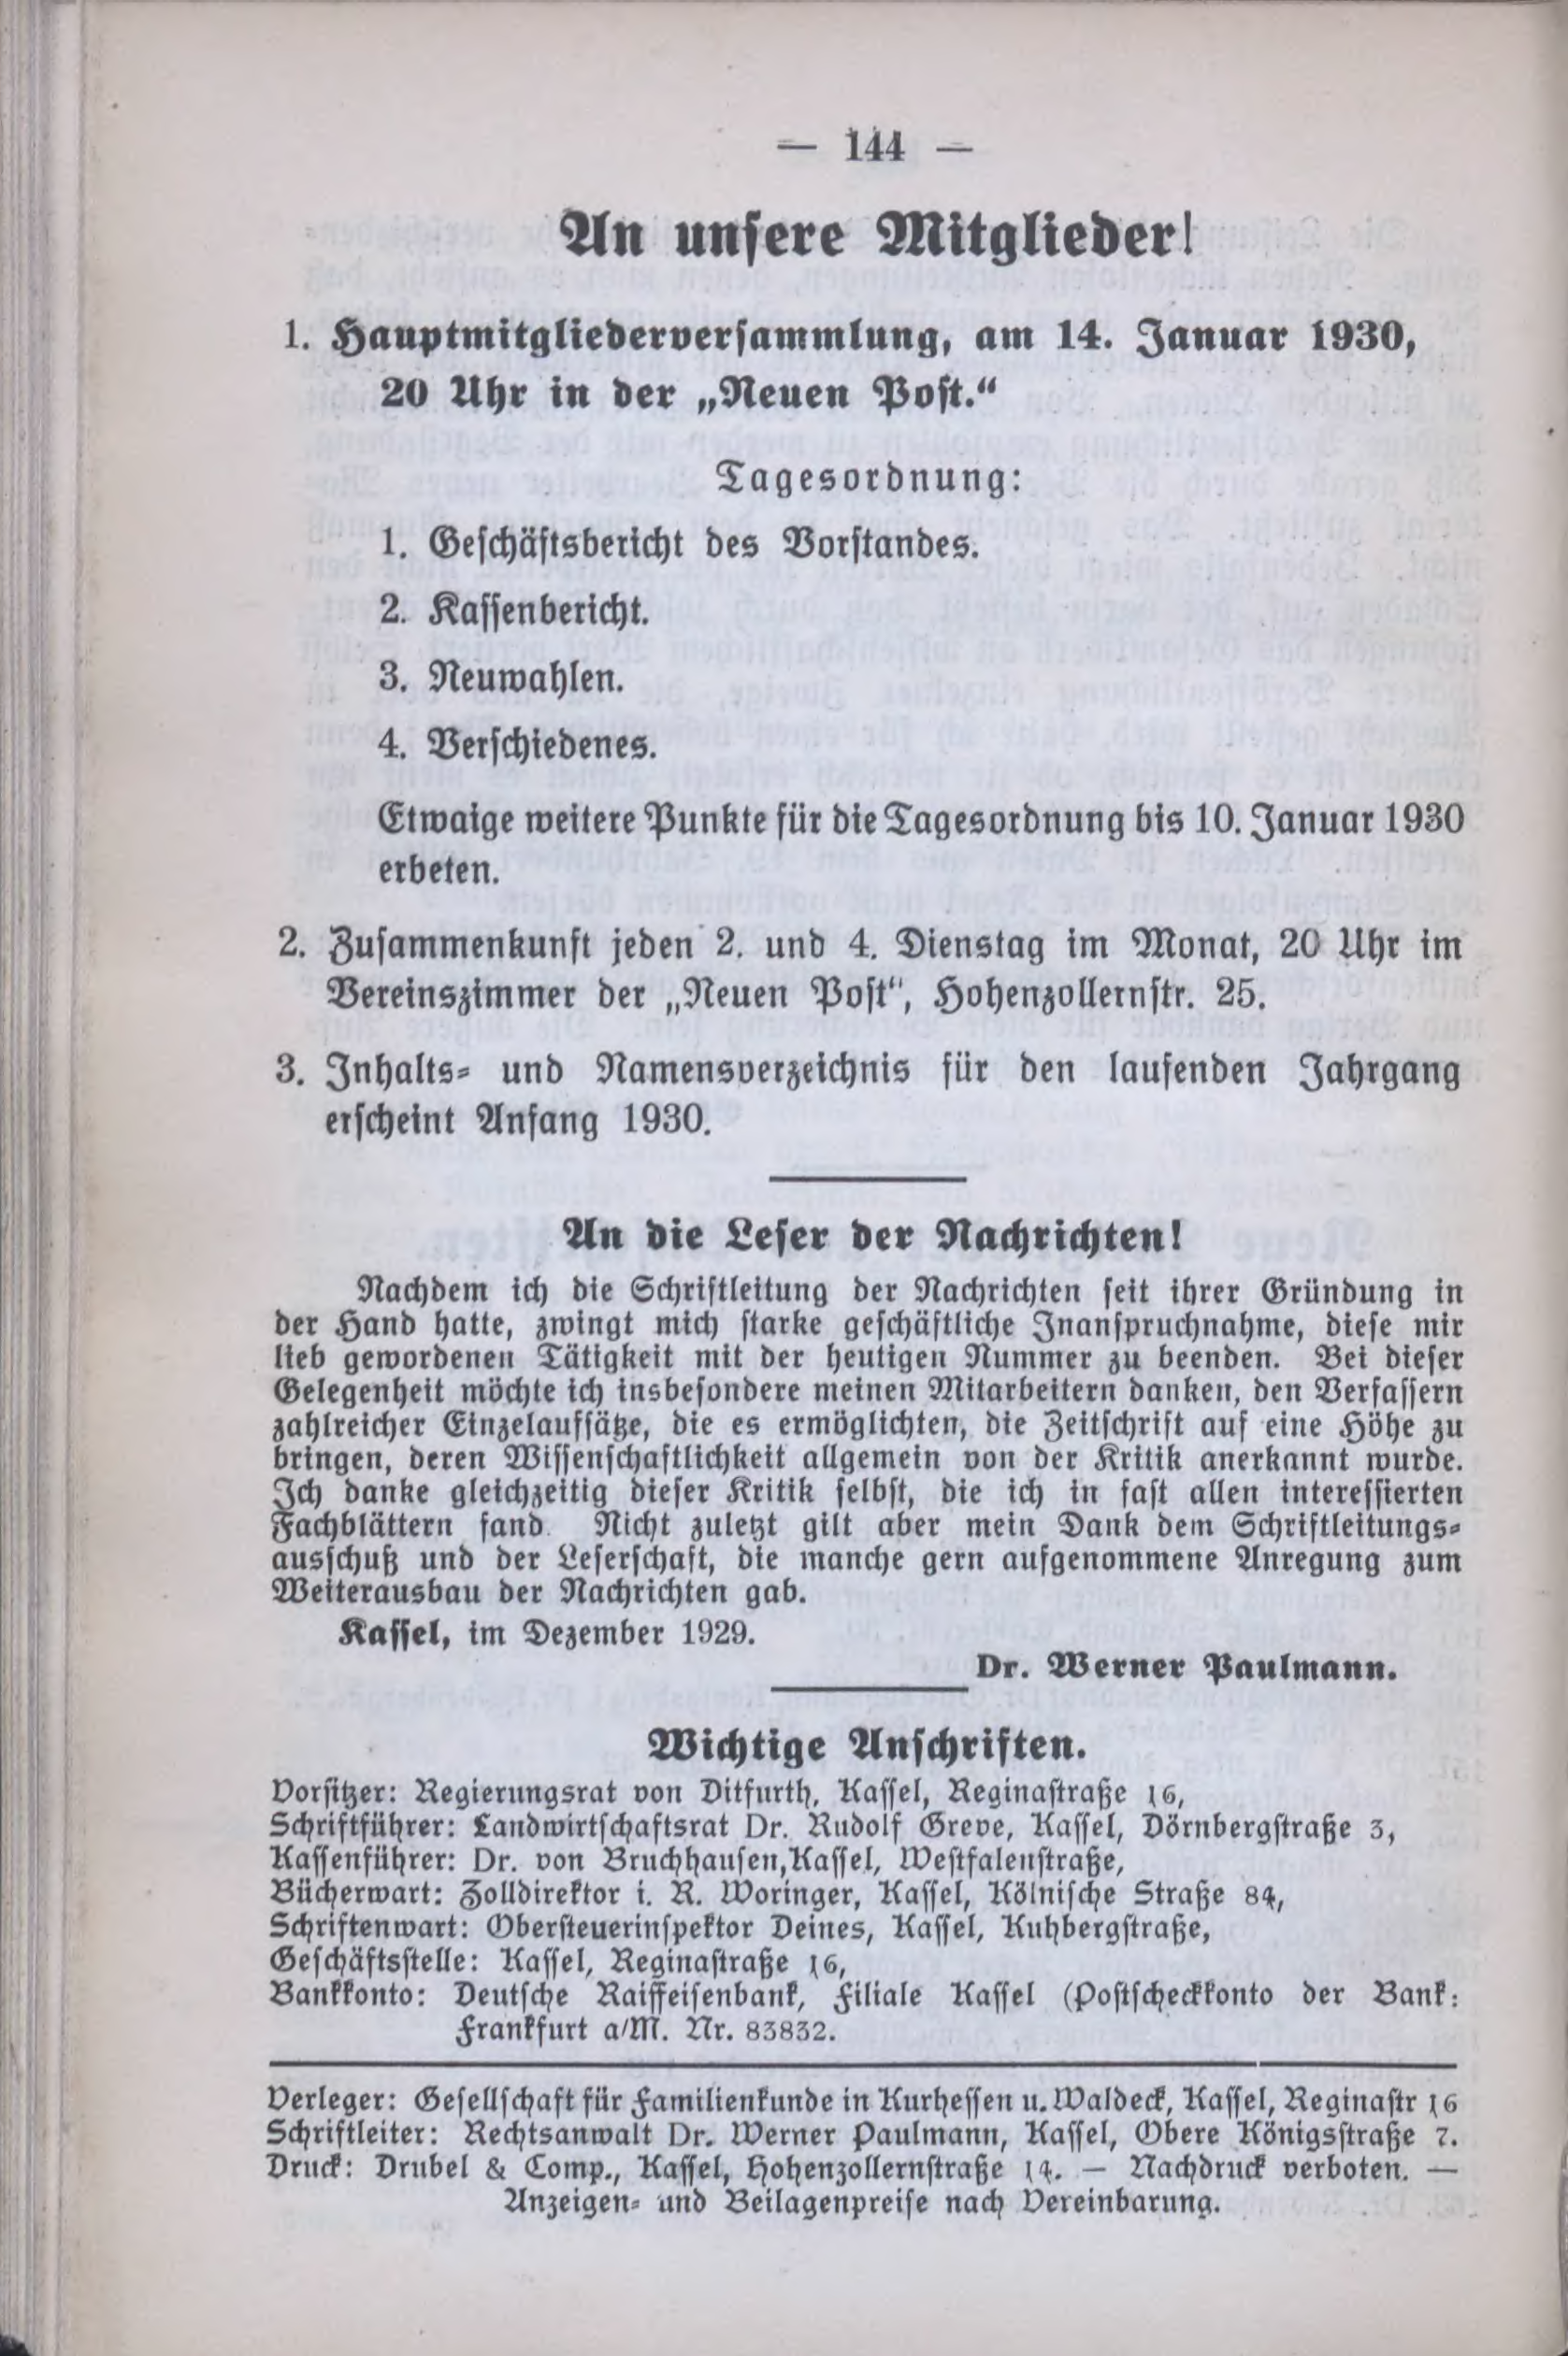 — 144 —
An unsere Mitglieder!
1. Hauptmitgliederversammlung, am 14. Januar 1930,
20 Uhr in der „Neuen Post.“
Tagesordnung:
1. Geschäftsbericht des Vorstandes.
2. Kassenbericht.
3. Neuwahlen.
4. Verschiedenes.
Etwaige weitere Punkte für die Tagesordnung bis 10. Januar 1930
erbeten.
2. Zusammenkunft jeden 2. und 4. Dienstag im Monat, 20 Uhr im
Vereinszimmer der „Neuen Post“, Hohenzollernstr. 25.
3. Inhalts- und Namensverzeichnis für den laufenden Jahrgang
erscheint Anfang 1930.
An die Leser der Nachrichten!
Nachdem ich die Schriftleitung der Nachrichten seit ihrer Gründung in
der Hand hatte, zwingt mich starke geschäftliche Inanspruchnahme, diese mir
lieb gewordenen Tätigkeit mit der heutigen Nummer zu beenden. Bei dieser
Gelegenheit möchte ich insbesondere meinen Mitarbeitern danken, den Verfassern
zahlreicher Einzelaufsätze, die es ermöglichten, die Zeitschrift auf eine Höhe zu
bringen, deren Wissenschaftlichkeit allgemein von der Kritik anerkannt wurde.
Ich danke gleichzeitig dieser Kritik selbst, die ich in fast allen interessierten
Fachblättern fand. Nicht zuletzt gilt aber mein Dank dem Schriftleitungs-
ausschuß und der Leserschaft, die manche gern aufgenommene Anregung zum
Weiterausbau der Nachrichten gab.
Kassel, im Dezember 1929.
Dr. Werner Paulmann.
Wichtige Anschriften.
Vorsitzer: Regierungsrat von Ditfurth, Kassel, Reginastraße 16,
Schriftführer: Landwirtschaftsrat Dr. Rudolf Greve, Kassel, Dörnbergstraße 3,
Kassenführer: Dr. von Bruchhausen, Kassel, Westfalenstraße,
Bücherwart: Zolldirektor i. R. Woringer, Kassel, Kölnische Straße 84,
Schriftenwart: Obersteuerinspektor Deines, Kassel, Kuhbergstraße,
Geschäftsstelle: Kassel, Reginastraße 16,
Bankkonto: Deutsche Raiffeisenbank, Filiale Kassel (Postscheckkonto der Bank:
Frankfurt a/M. Nr. 83832.
Verleger: Gesellschaft für Familienkunde in Kurhessen u. Waldeck, Kassel, Reginastr 16
Schriftleiter: Rechtsanwalt Dr. Werner Paulmann, Kassel, Obere Königsstraße 7.
Druck: Drubel & Comp., Kassel, Hohenzollernstraße 14. — Nachdruck verboten. —
Anzeigen- und Beilagenpreise nach Vereinbarung.